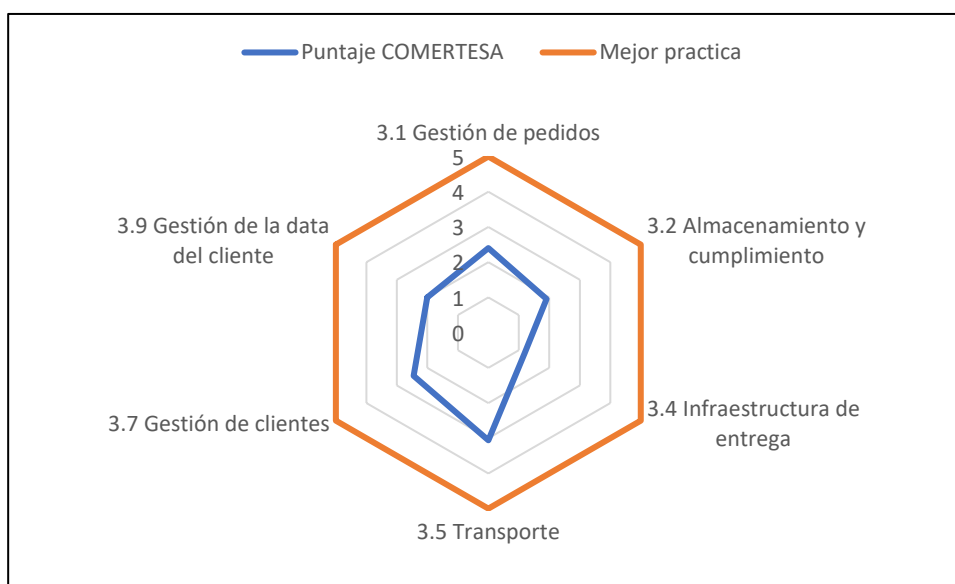 Puntaje COMERTESA
Mejor practica
3.1 Gestión de pedidos
5
4
3
2
1
0
3.2 Almacenamiento y
cumplimiento
3.4 Infraestructura de
entrega
3.5 Transporte
3.7 Gestión de clientes
3.9 Gestión de la data
del cliente